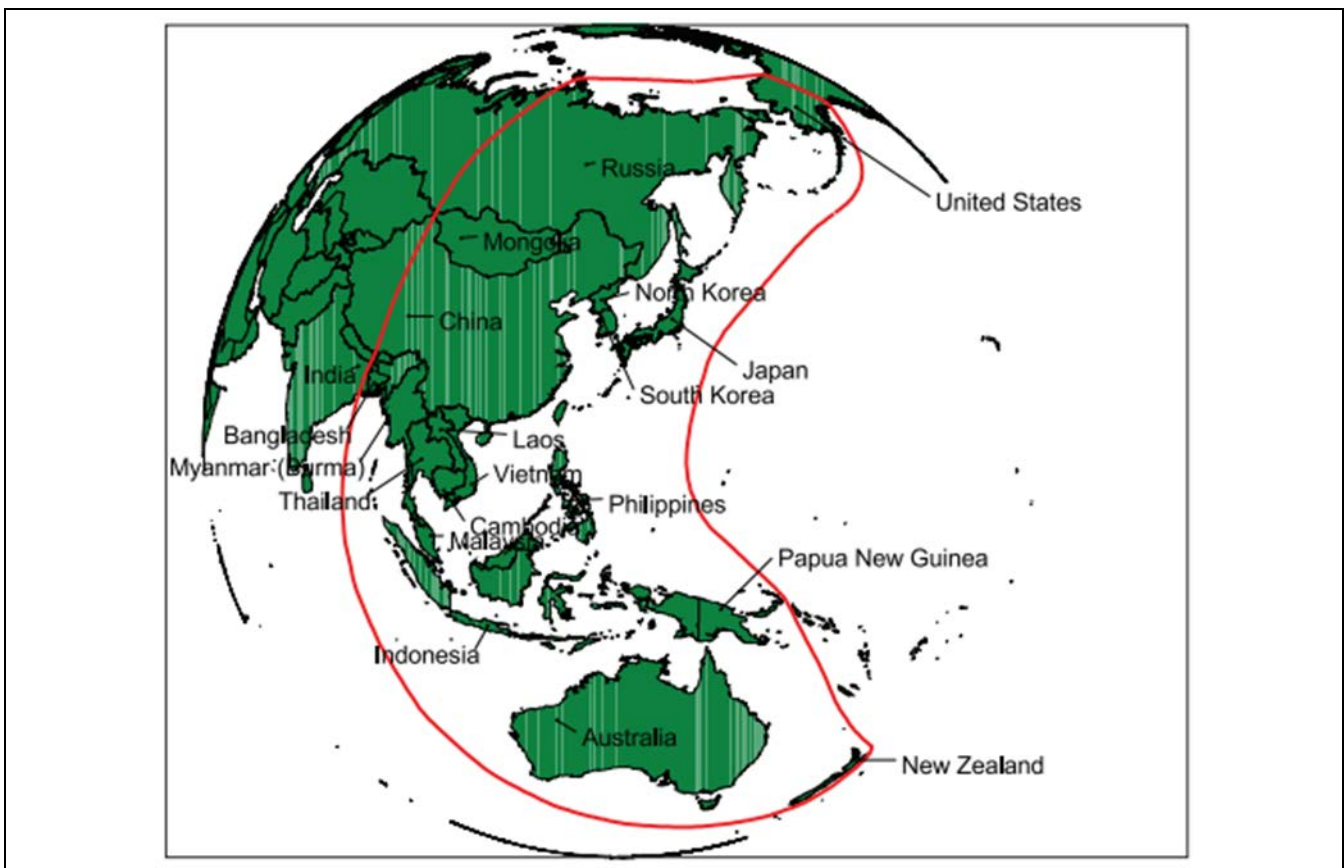 Russia
United States
Mongolia
North Korea
China
Japan
India
South Korea
Bangladesh
Laos
Myanmar (Burma)
Vietnam
Thailand
Philippines
Cambodia
Malaysia
Papua New Guinea
Indonesia
Australia
New Zealand